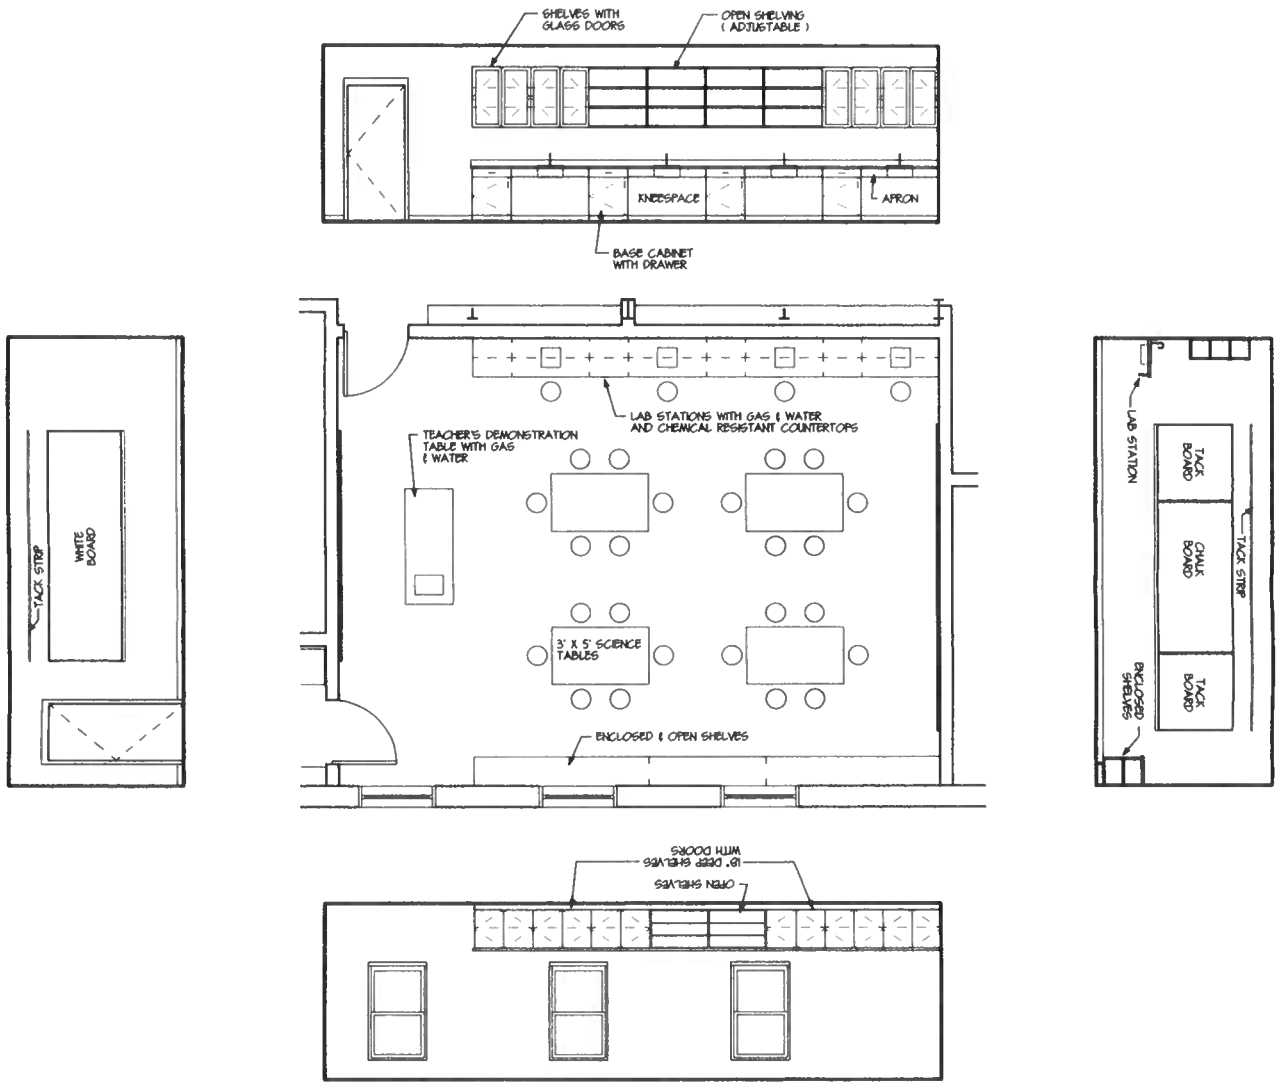 SHELVES WITH
GLASS DOORS
OPEN SHELVING
( ADJUSTABLE )
KNEESPACE
APRON
BASE CABINET
WITH DRAWER
LAB STATIONS WITH GAS & WATER
AND CHEMICAL RESISTANT COUNTERTOPS
TEACHER'S DEMONSTRATION
TABLE WITH GAS
& WATER
3' X 5' SCIENCE
TABLES
ENCLOSED & OPEN SHELVES
WHITE
BOARD
TACK STRIP
LAB STATION
TACK
BOARD
CHALK
BOARD
TACK STRIP
TACK
BOARD
ENCLOSED
SHELVES
18" DEEP SHELVES
WITH DOORS
OPEN SHELVES